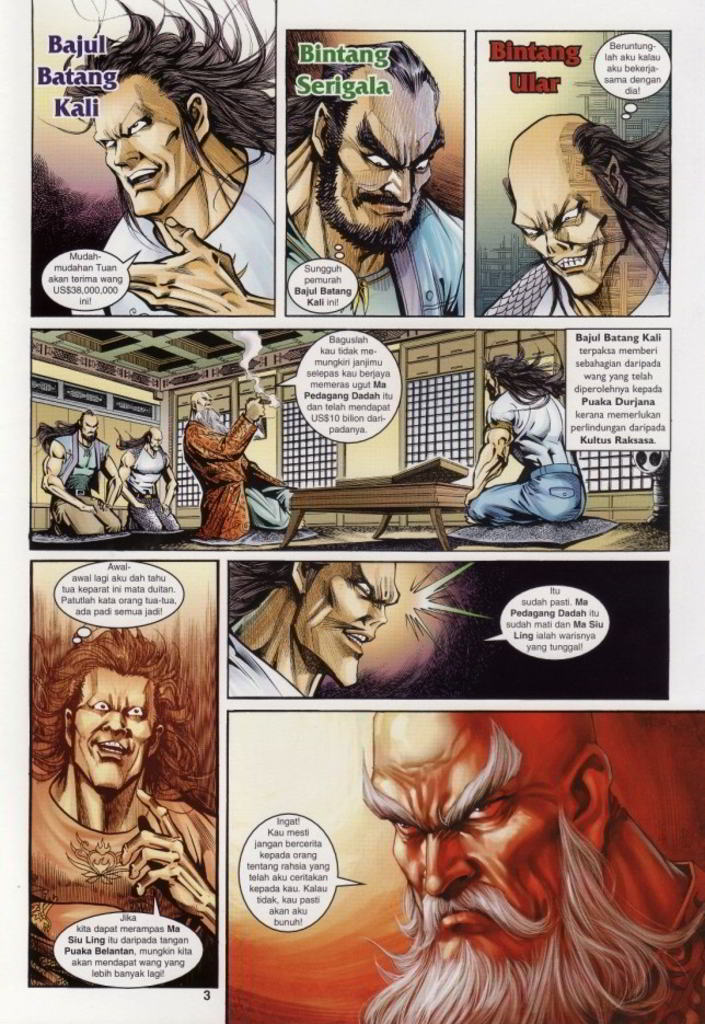 Bajul
Batang
Kali
Mudah-
mudahan Tuan
akan terima wang
US$38,000,000
ini!
Bintang
Serigala
Sungguh
pemurah
Bajul Batang
Kali ini!
Bintang
Ular
Beruntung-
lah aku kalau
aku bekerja-
sama dengan
dia!
Baguslah
kau tidak me-
mungkiri janjimu
selepas kau berjaya
memeras ugut Ma
Pedagang Dadah itu
dan telah mendapat
US$10 bilion dari-
padanya.
Bajul Batang Kali
terpaksa memberi
sebahagian daripada
wang yang telah
diperolehnya kepada
Puaka Durjana
kerana memerlukan
perlindungan daripada
Kultus Raksasa.
Awal-
awal lagi aku dah tahu
tua keparat ini mata duitan.
Patutlah kata orang tua-tua,
ada padi semua jadi!
Jika
kita dapat merampas Ma
Siu Ling itu daripada tangan
Puaka Belantan, mungkin kita
akan mendapat wang yang
lebih banyak lagi!
Itu
sudah pasti. Ma
Pedagang Dadah itu
sudah mati dan Ma Siu
Ling ialah warisnya
yang tunggal!
Ingat!
Kau mesti
jangan bercerita
kepada orang
tentang rahsia yang
telah aku ceritakan
kepada kau. Kalau
tidak, kau pasti
akan aku
bunuh!
3